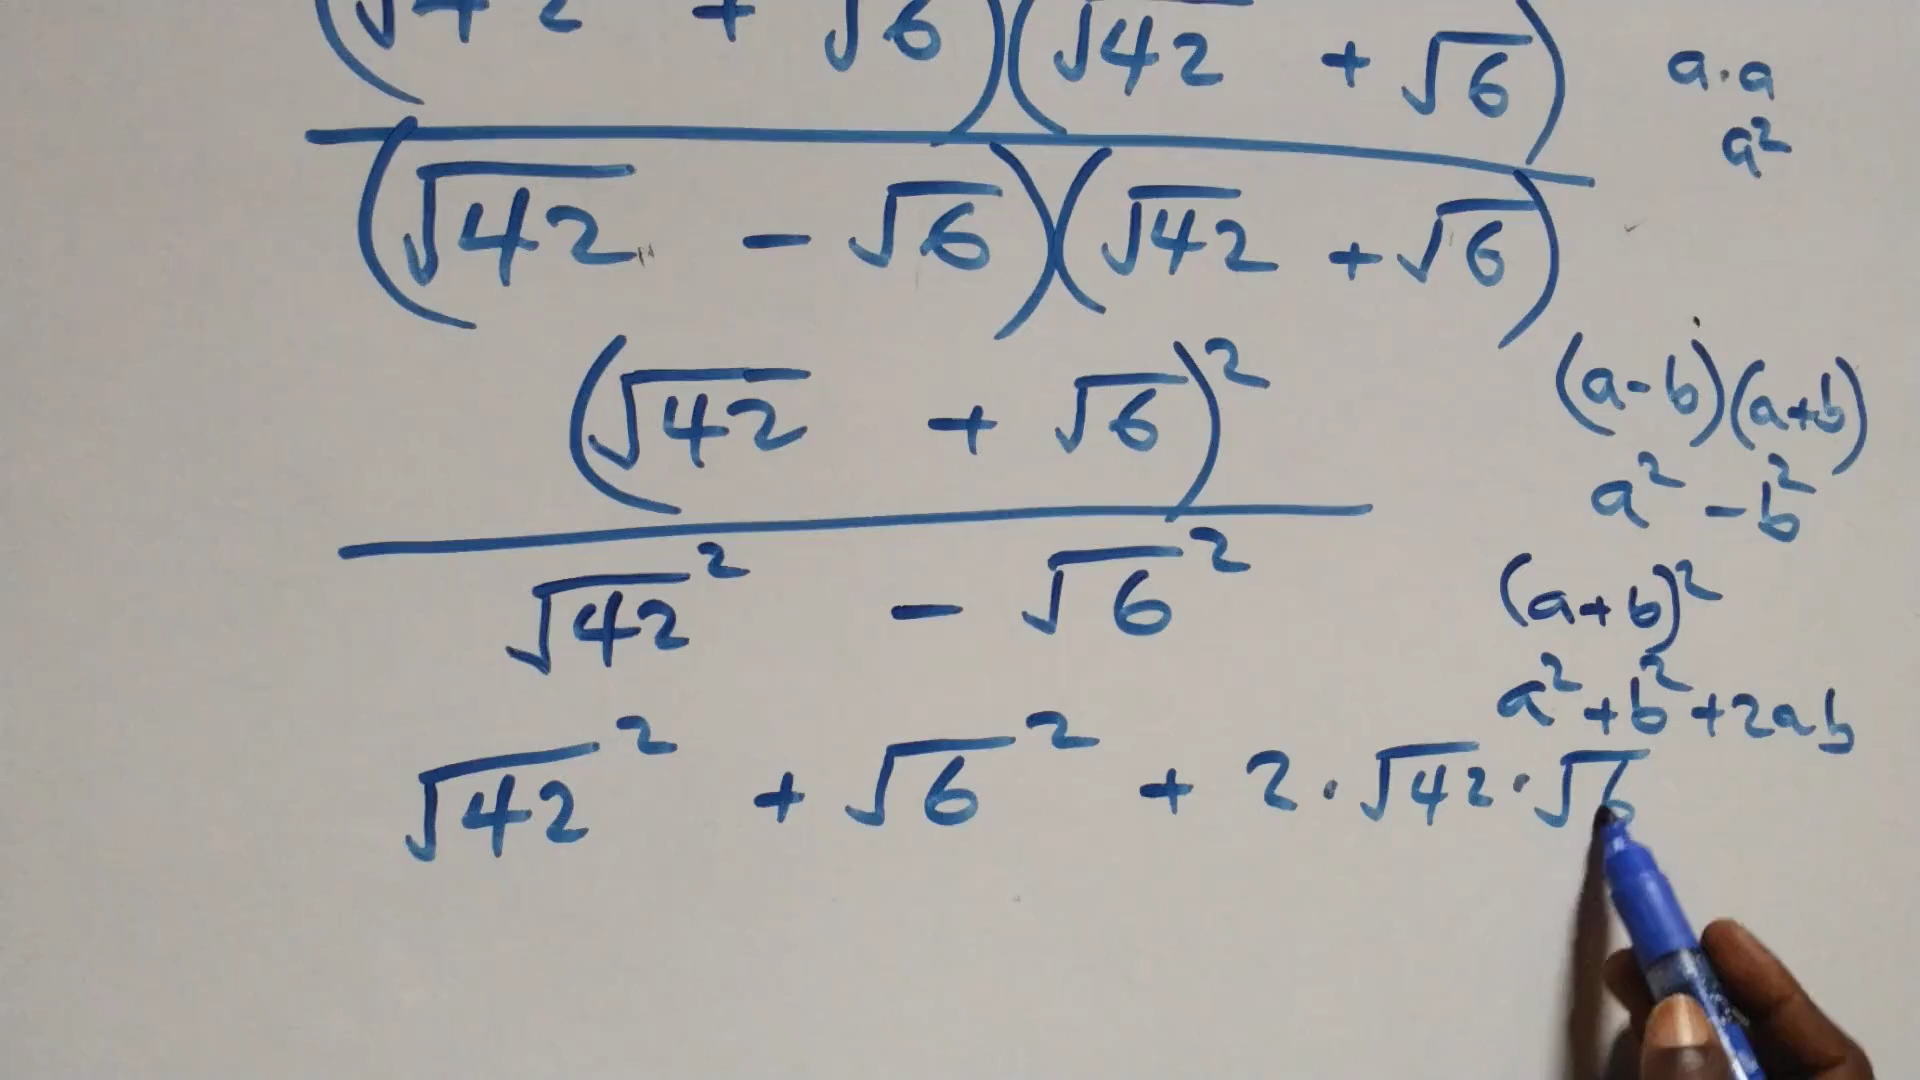 (√42 + √6)(√42 + √6)
a·a
a²
(√42 - √6)(√42 + √6)
(√42 + √6)²
(a-b)(a+b)
a² - b²
√42² - √6²
(a+b)²
a²+b²+2ab
√42² + √6² + 2·√42·√6